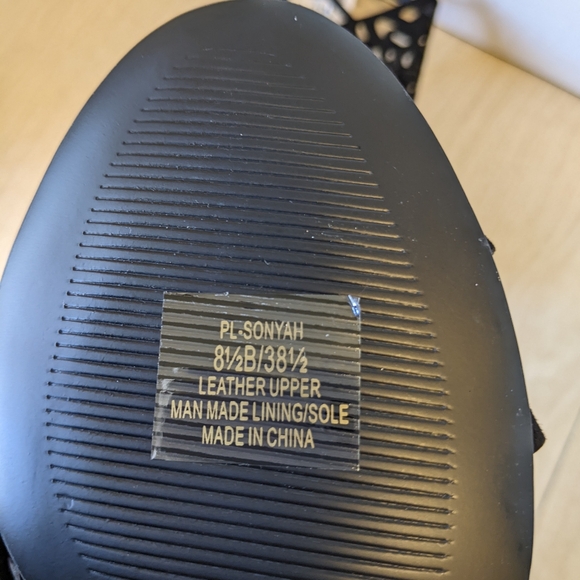 PL-SONYAH
8½B/38½
LEATHER UPPER
MAN MADE LINING/SOLE
MADE IN CHINA